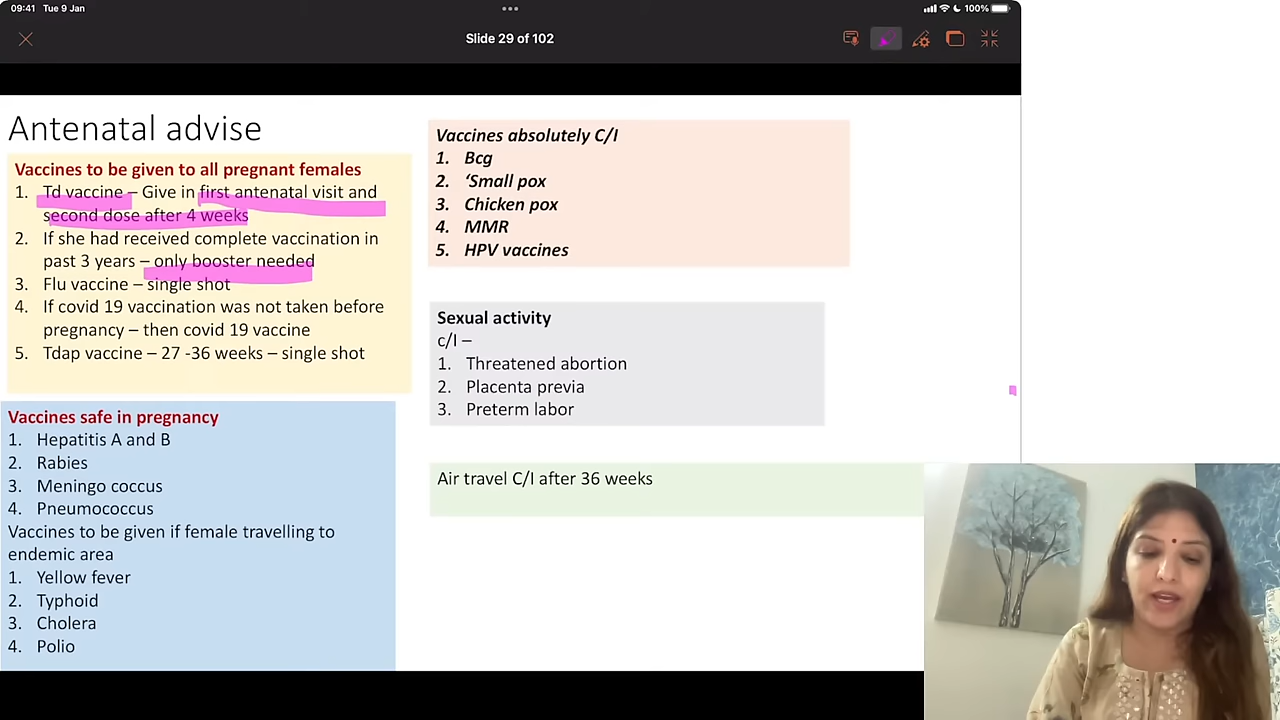 09:41 Tue 9 Jan
100%
Slide 29 of 102
Antenatal advise
Vaccines to be given to all pregnant females
1. Td vaccine – Give in first antenatal visit and
second dose after 4 weeks
2. If she had received complete vaccination in
past 3 years – only booster needed
3. Flu vaccine – single shot
4. If covid 19 vaccination was not taken before
pregnancy – then covid 19 vaccine
5. Tdap vaccine – 27 -36 weeks – single shot
Vaccines safe in pregnancy
1. Hepatitis A and B
2. Rabies
3. Meningo coccus
4. Pneumococcus
Vaccines to be given if female travelling to
endemic area
1. Yellow fever
2. Typhoid
3. Cholera
4. Polio
Vaccines absolutely C/I
1. Bcg
2. ‘Small pox
3. Chicken pox
4. MMR
5. HPV vaccines
Sexual activity
c/I –
1. Threatened abortion
2. Placenta previa
3. Preterm labor
Air travel C/I after 36 weeks